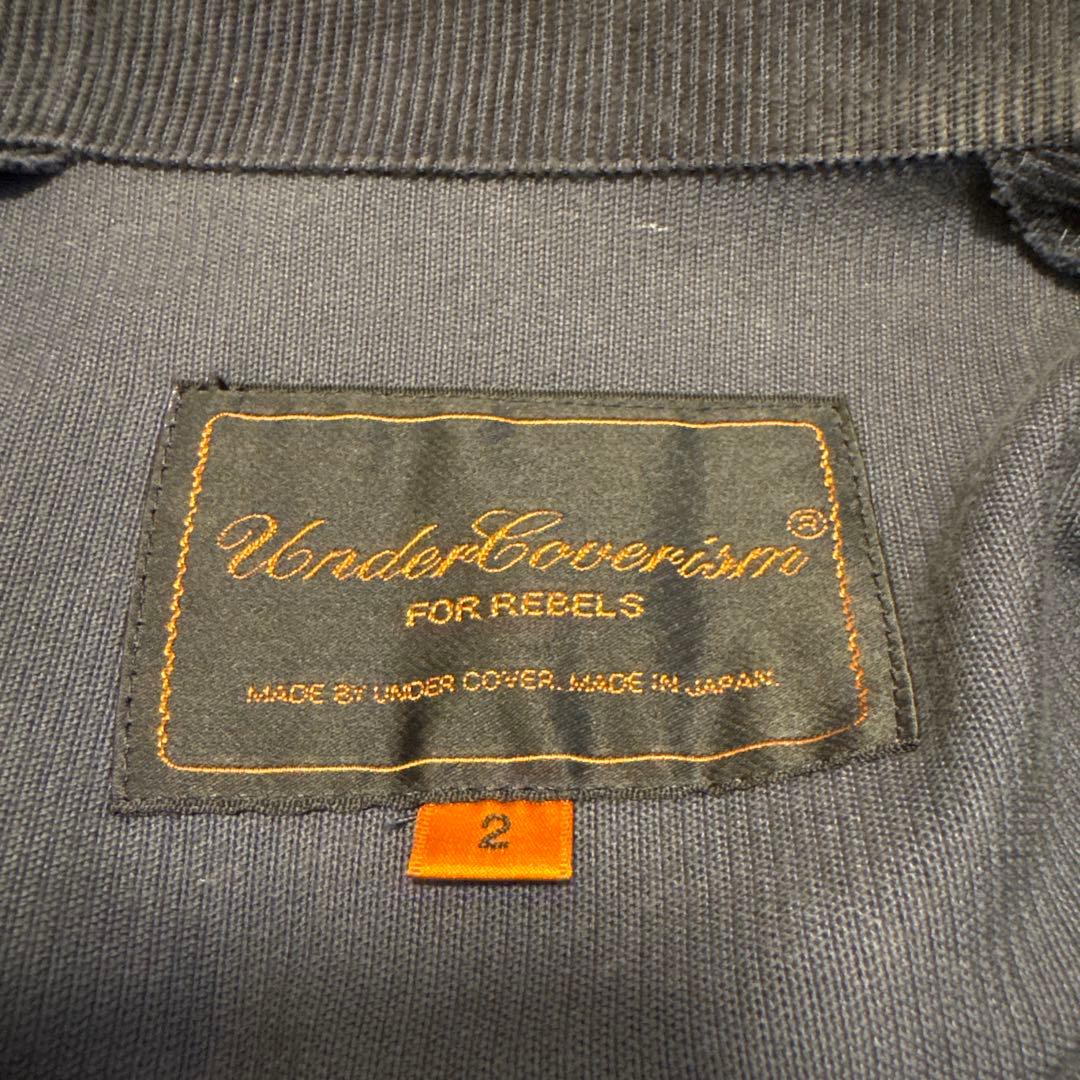 UnderCoverism®
FOR REBELS
MADE BY UNDER COVER. MADE IN JAPAN.
2